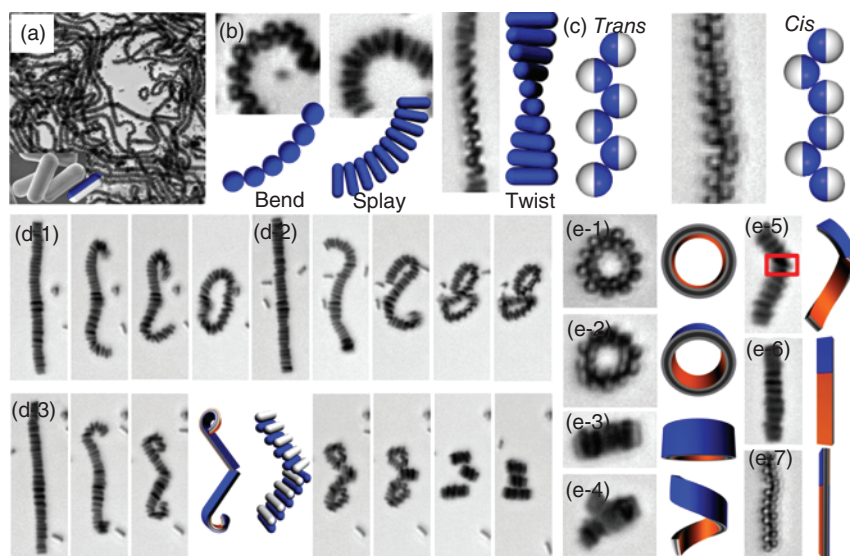 (a)
(b)
Bend
Splay
Twist
(c)
Trans
Cis
(d-1)
(d-2)
(d-3)
(e-1)
(e-2)
(e-3)
(e-4)
(e-5)
(e-6)
(e-7)